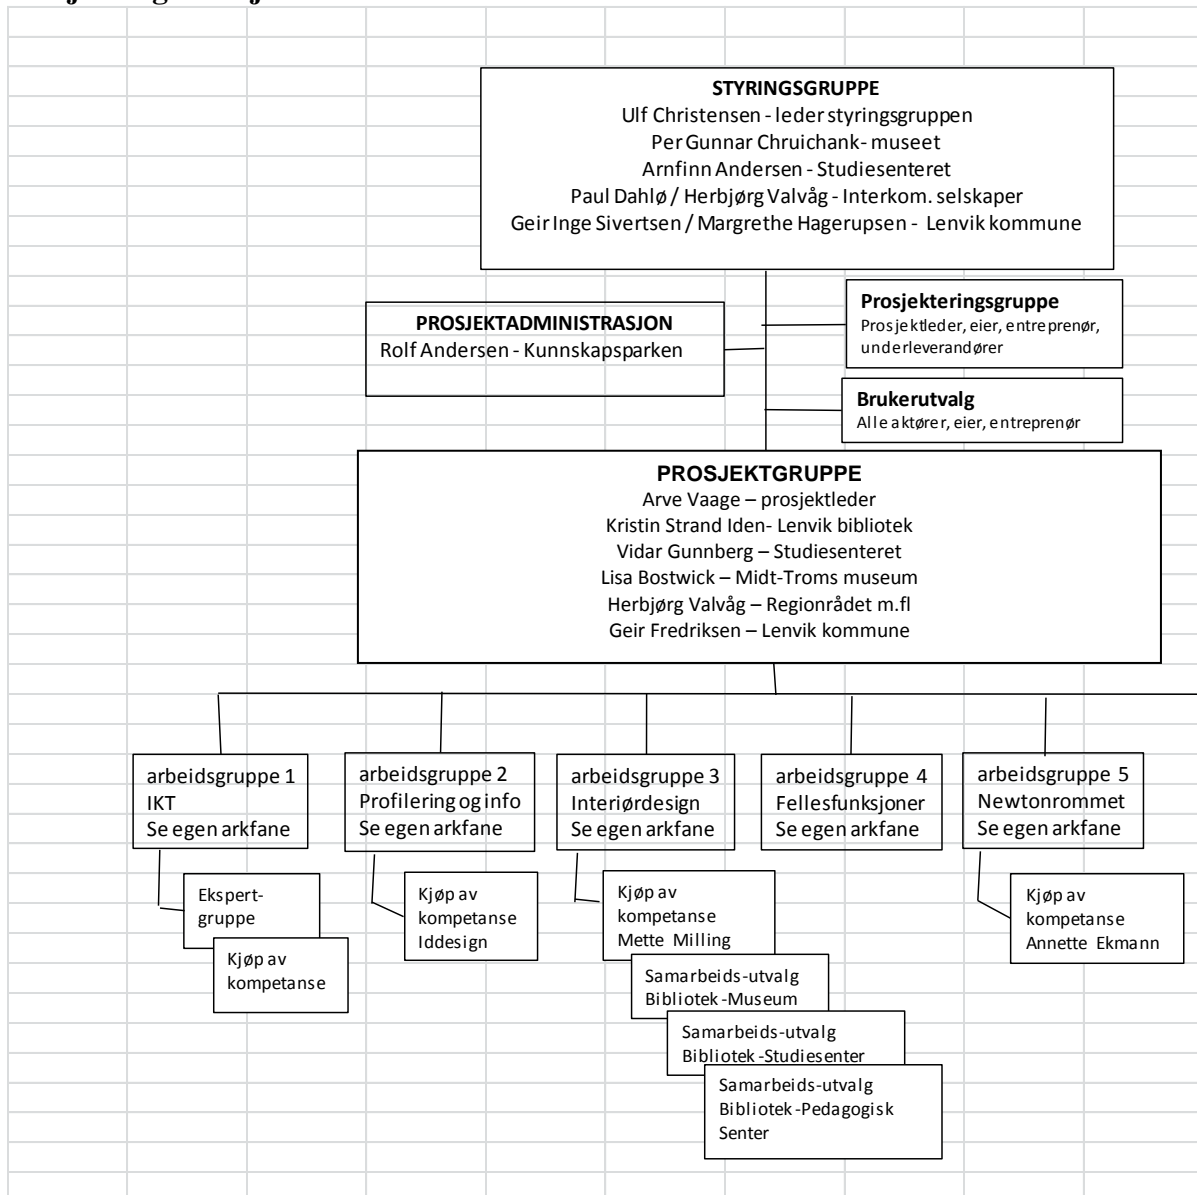 STYRINGSGRUPPE
Ulf Christensen - leder styringsgruppen
Per Gunnar Chruichank- museet
Arnfinn Andersen - Studiesenteret
Paul Dahlø / Herbjørg Valvåg - Interkom. selskaper
Geir Inge Sivertsen / Margrethe Hagerupsen - Lenvik kommune
Prosjekteringsgruppe
Prosjektleder, eier, entreprenør,
underleverandører
PROSJEKTADMINISTRASJON
Rolf Andersen - Kunnskapsparken
Brukerutvalg
Alle aktører, eier, entreprenør
PROSJEKTGRUPPE
Arve Vaage – prosjektleder
Kristin Strand Iden- Lenvik bibliotek
Vidar Gunnberg – Studiesenteret
Lisa Bostwick – Midt-Troms museum
Herbjørg Valvåg – Regionrådet m.fl
Geir Fredriksen – Lenvik kommune
arbeidsgruppe 1
IKT
Se egen arkfane
arbeidsgruppe 2
Profilering og info
Se egen arkfane
arbeidsgruppe 3
Interiørdesign
Se egen arkfane
arbeidsgruppe 4
Fellesfunksjoner
Se egen arkfane
arbeidsgruppe 5
Newtonrommet
Se egen arkfane
Ekspert-
gruppe
Kjøp av
kompetanse
Kjøp av
kompetanse
Iddesign
Kjøp av
kompetanse
Mette Milling
Samarbeids-utvalg
Bibliotek-Museum
Samarbeids-utvalg
Bibliotek-Studiesenter
Samarbeids-utvalg
Bibliotek-Pedagogisk
Senter
Kjøp av
kompetanse
Annette Ekmann